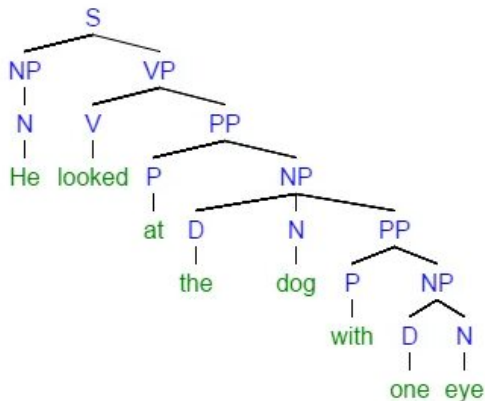 S
NP VP
N V PP
He looked P NP
at D N PP
the dog P NP
with D N
one eye